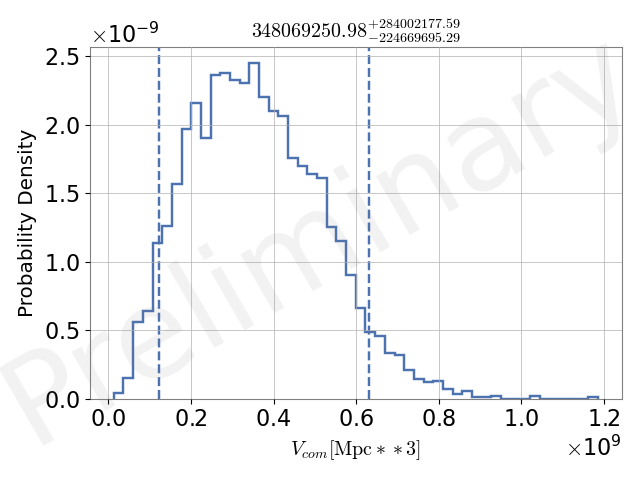 348069250.98+284002177.59
−224669695.29
×10−9
2.5
2.0
1.5
1.0
0.5
0.0
Probability Density
Preliminary
0.0 0.2 0.4 0.6 0.8 1.0 1.2
×10⁹
V_com[Mpc ∗ ∗3]